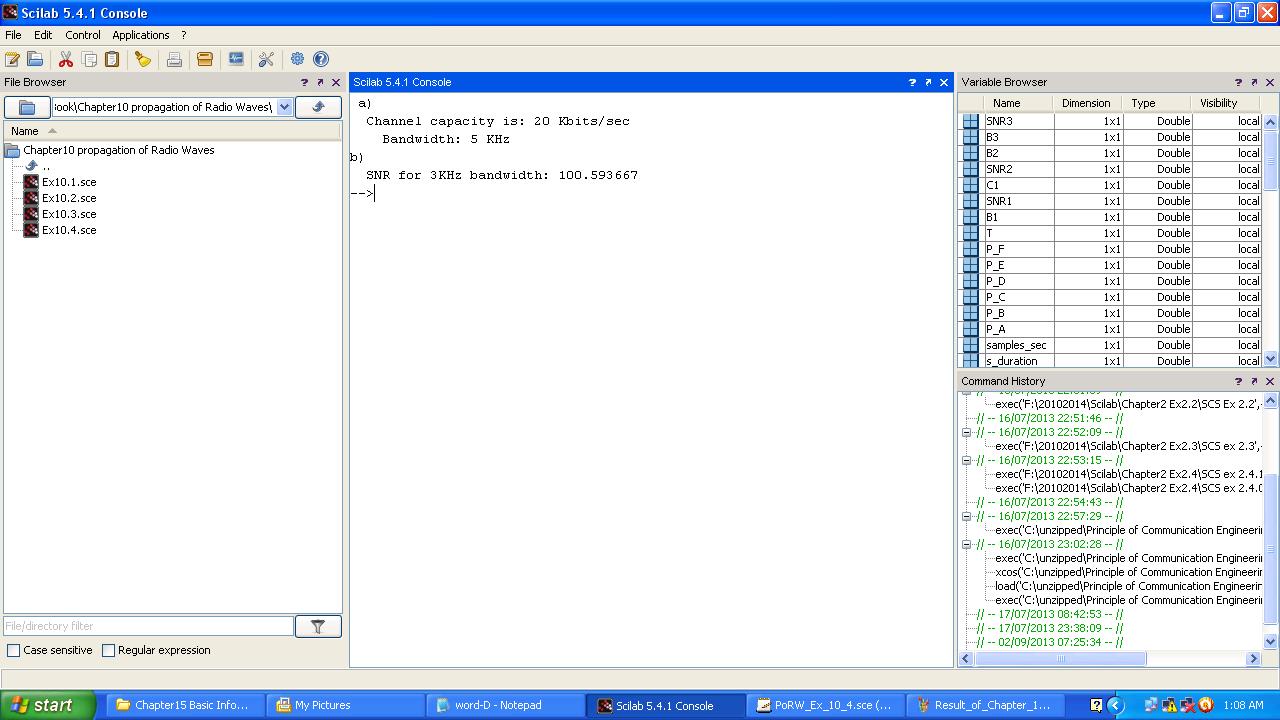 Scilab 5.4.1 Console
File Edit Control Applications ?
File Browser
look\Chapter10 propagation of Radio Waves\
Name
Chapter10 propagation of Radio Waves
..
Ex10.1.sce
Ex10.2.sce
Ex10.3.sce
Ex10.4.sce
File/directory filter
Case sensitive Regular expression
Scilab 5.4.1 Console
a)
Channel capacity is: 20 Kbits/sec
Bandwidth: 5 KHz
b)
SNR for 3KHz bandwidth: 100.593667
-->
Variable Browser
Name Dimension Type Visibility
SNR3 1x1 Double local
B3 1x1 Double local
B2 1x1 Double local
SNR2 1x1 Double local
C1 1x1 Double local
SNR1 1x1 Double local
B1 1x1 Double local
T 1x1 Double local
P_F 1x1 Double local
P_E 1x1 Double local
P_D 1x1 Double local
P_C 1x1 Double local
P_B 1x1 Double local
P_A 1x1 Double local
samples_sec 1x1 Double local
s_duration 1x1 Double local
Command History
exec('F:\20102014\Scilab\Chapter2 Ex2.2\SCS Ex 2.2',
// -- 16/07/2013 22:51:46 -- //
// -- 16/07/2013 22:52:09 -- //
exec('F:\20102014\Scilab\Chapter2 Ex2.3\SCS ex 2.3',
// -- 16/07/2013 22:53:15 -- //
exec('F:\20102014\Scilab\Chapter2 Ex2.4\SCS ex 2.4.1
exec('F:\20102014\Scilab\Chapter2 Ex2.4\SCS ex 2.4.0
// -- 16/07/2013 22:54:43 -- //
// -- 16/07/2013 22:57:29 -- //
exec('C:\unzipped\Principle of Communication Engineerin
// -- 16/07/2013 23:02:28 -- //
exec('C:\unzipped\Principle of Communication Engineerin
xcos('C:\unzipped\Principle of Communication Engineerin
load('C:\unzipped\Principle of Communication Engineerin
exec('C:\unzipped\Principle of Communication Engineerin
// -- 17/07/2013 08:42:53 -- //
// -- 17/07/2013 23:38:09 -- //
// -- 02/09/2013 07:25:34 -- //
start
Chapter15 Basic Info...
My Pictures
word-D - Notepad
Scilab 5.4.1 Console
PoRW_Ex_10_4.sce (...
Result_of_Chapter_1...
1:08 AM